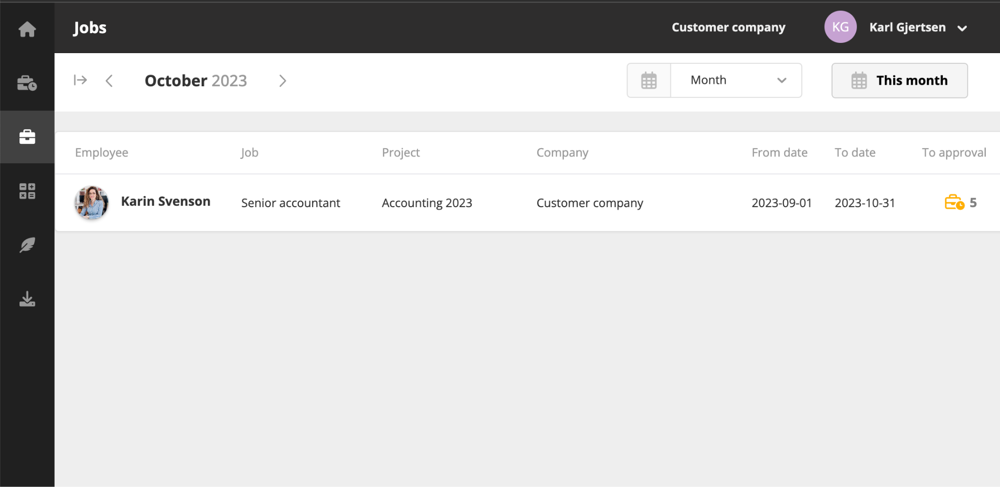 Jobs
Customer company
KG
Karl Gjertsen
October 2023
Month
This month
Employee Job Project Company From date To date To approval
Karin Svenson Senior accountant Accounting 2023 Customer company 2023-09-01 2023-10-31 5